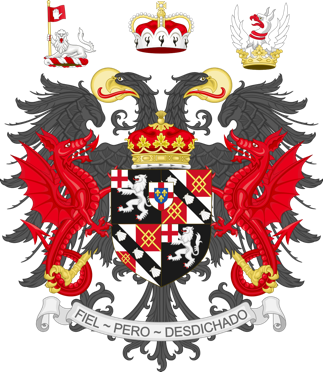 FIEL ~ PERO ~ DESDICHADO